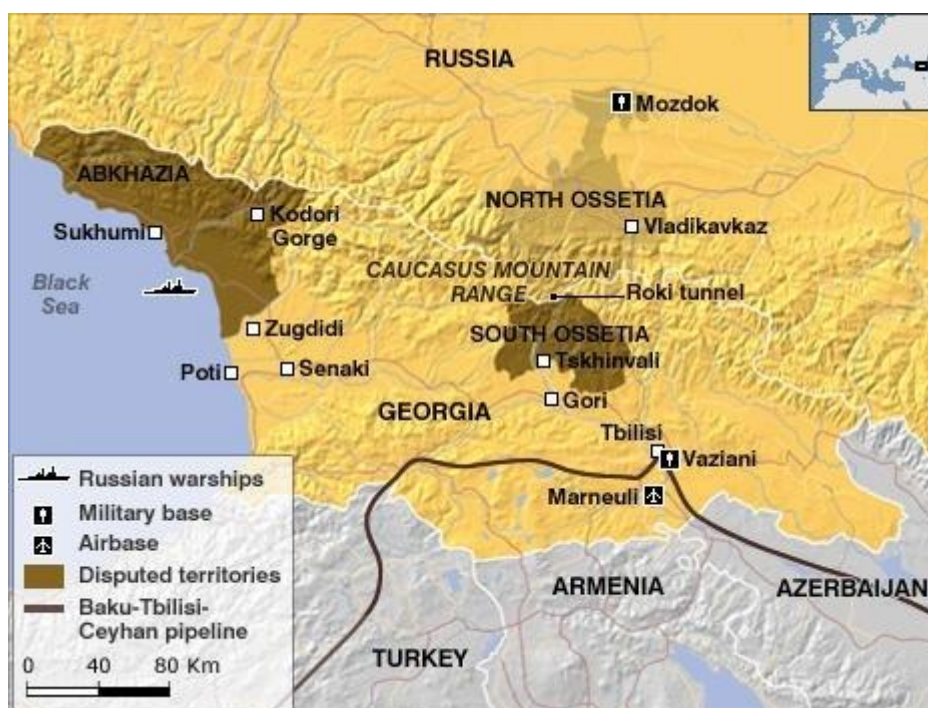 RUSSIA
Mozdok
ABKHAZIA
NORTH OSSETIA
Kodori
Gorge
Sukhumi
Vladikavkaz
CAUCASUS MOUNTAIN
RANGE
Black
Sea
Roki tunnel
Zugdidi
SOUTH OSSETIA
Tskhinvali
Poti
Senaki
GEORGIA
Gori
Tbilisi
Vaziani
Marneuli
ARMENIA
AZERBAIJAN
TURKEY
Russian warships
Military base
Airbase
Disputed territories
Baku-Tbilisi-
Ceyhan pipeline
0 40 80 Km